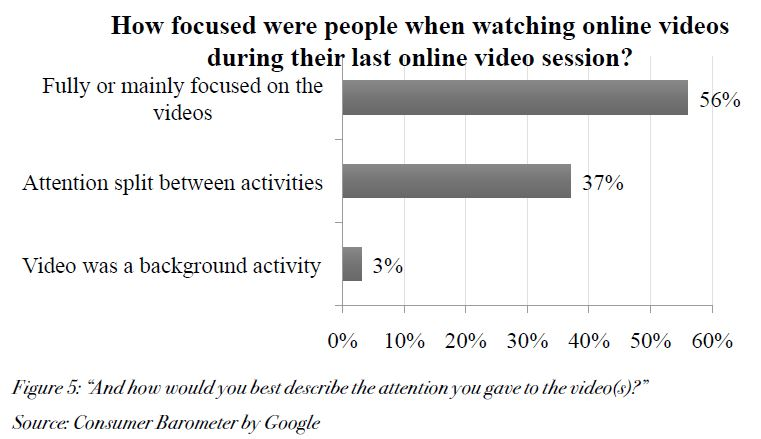 How focused were people when watching online videos
during their last online video session?
Fully or mainly focused on the
videos
56%
Attention split between activities
37%
Video was a background activity
3%
0% 10% 20% 30% 40% 50% 60%
Figure 5: “And how would you best describe the attention you gave to the video(s)?”
Source: Consumer Barometer by Google